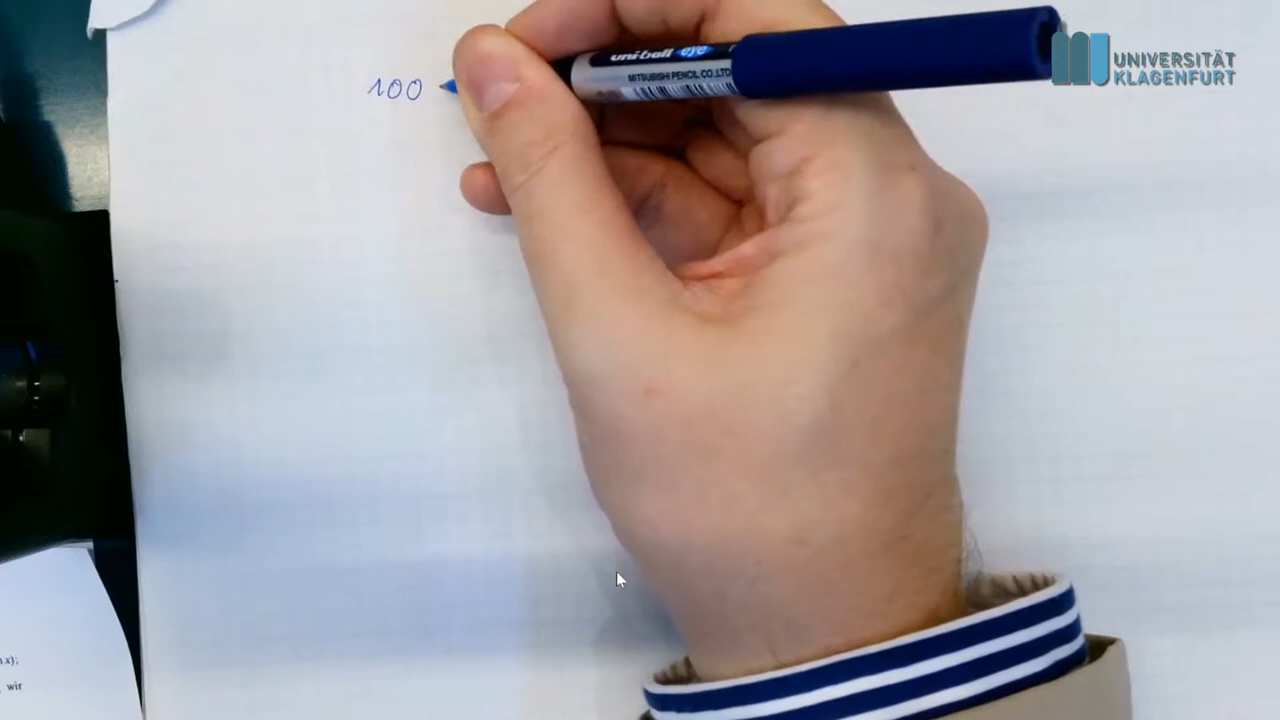 100
uni-ball eye
MITSUBISHI PENCIL CO.,LTD
UNIVERSITÄT
KLAGENFURT
x);
wir